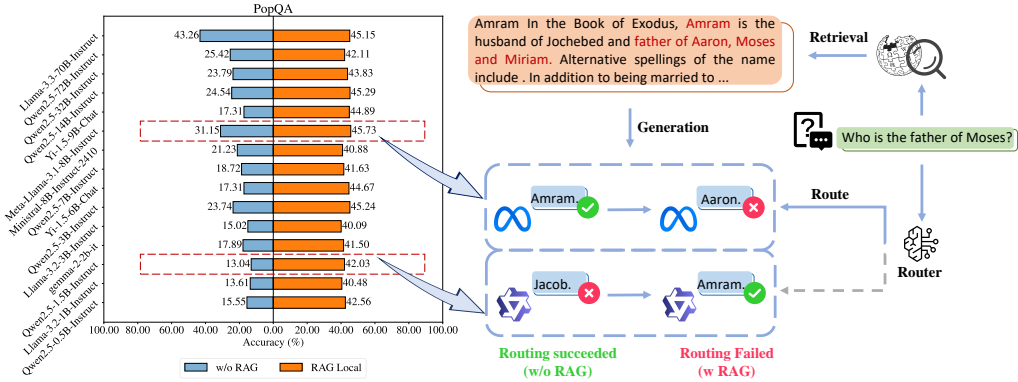 PopQA
Llama-3.3-70B-Instruct
Qwen2.5-72B-Instruct
Qwen2.5-32B-Instruct
Qwen2.5-14B-Instruct
Yi-1.5-9B-Chat
Meta-Llama-3.1-8B-Instruct
Ministral-8B-Instruct-2410
Qwen2.5-7B-Instruct
Yi-1.5-6B-Chat
Qwen2.5-3B-Instruct
Llama-3.2-3B-Instruct
gemma-2-2b-it
Qwen2.5-1.5B-Instruct
Llama-3.2-1B-Instruct
Qwen2.5-0.5B-Instruct
43.26 45.15
25.42 42.11
23.79 43.83
24.54 45.29
17.31 44.89
31.15 45.73
21.23 40.88
18.72 41.63
17.31 44.67
23.74 45.24
15.02 40.09
17.89 41.50
13.04 42.03
13.61 40.48
15.55 42.56
100.00 80.00 60.00 40.00 20.00 0.00 20.00 40.00 60.00 80.00 100.00
Accuracy (%)
w/o RAG RAG Local
Amram In the Book of Exodus, Amram is the
husband of Jochebed and father of Aaron, Moses
and Miriam. Alternative spellings of the name
include . In addition to being married to ...
Retrieval
Generation
Who is the father of Moses?
Amram. Aaron.
Route
Router
Jacob. Amram.
Routing succeeded
(w/o RAG)
Routing Failed
(w RAG)